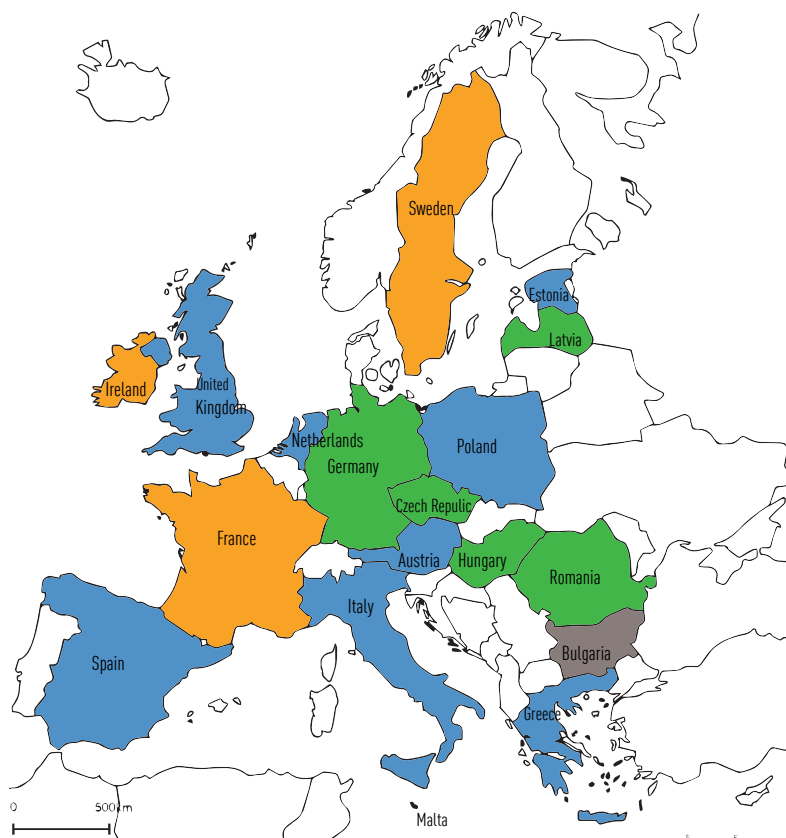 Sweden
Estonia
Latvia
Ireland
United
Kingdom
Netherlands
Germany
Poland
Czech Repulic
France
Austria
Hungary
Romania
Italy
Spain
Bulgaria
Greece
0 500km
Malta